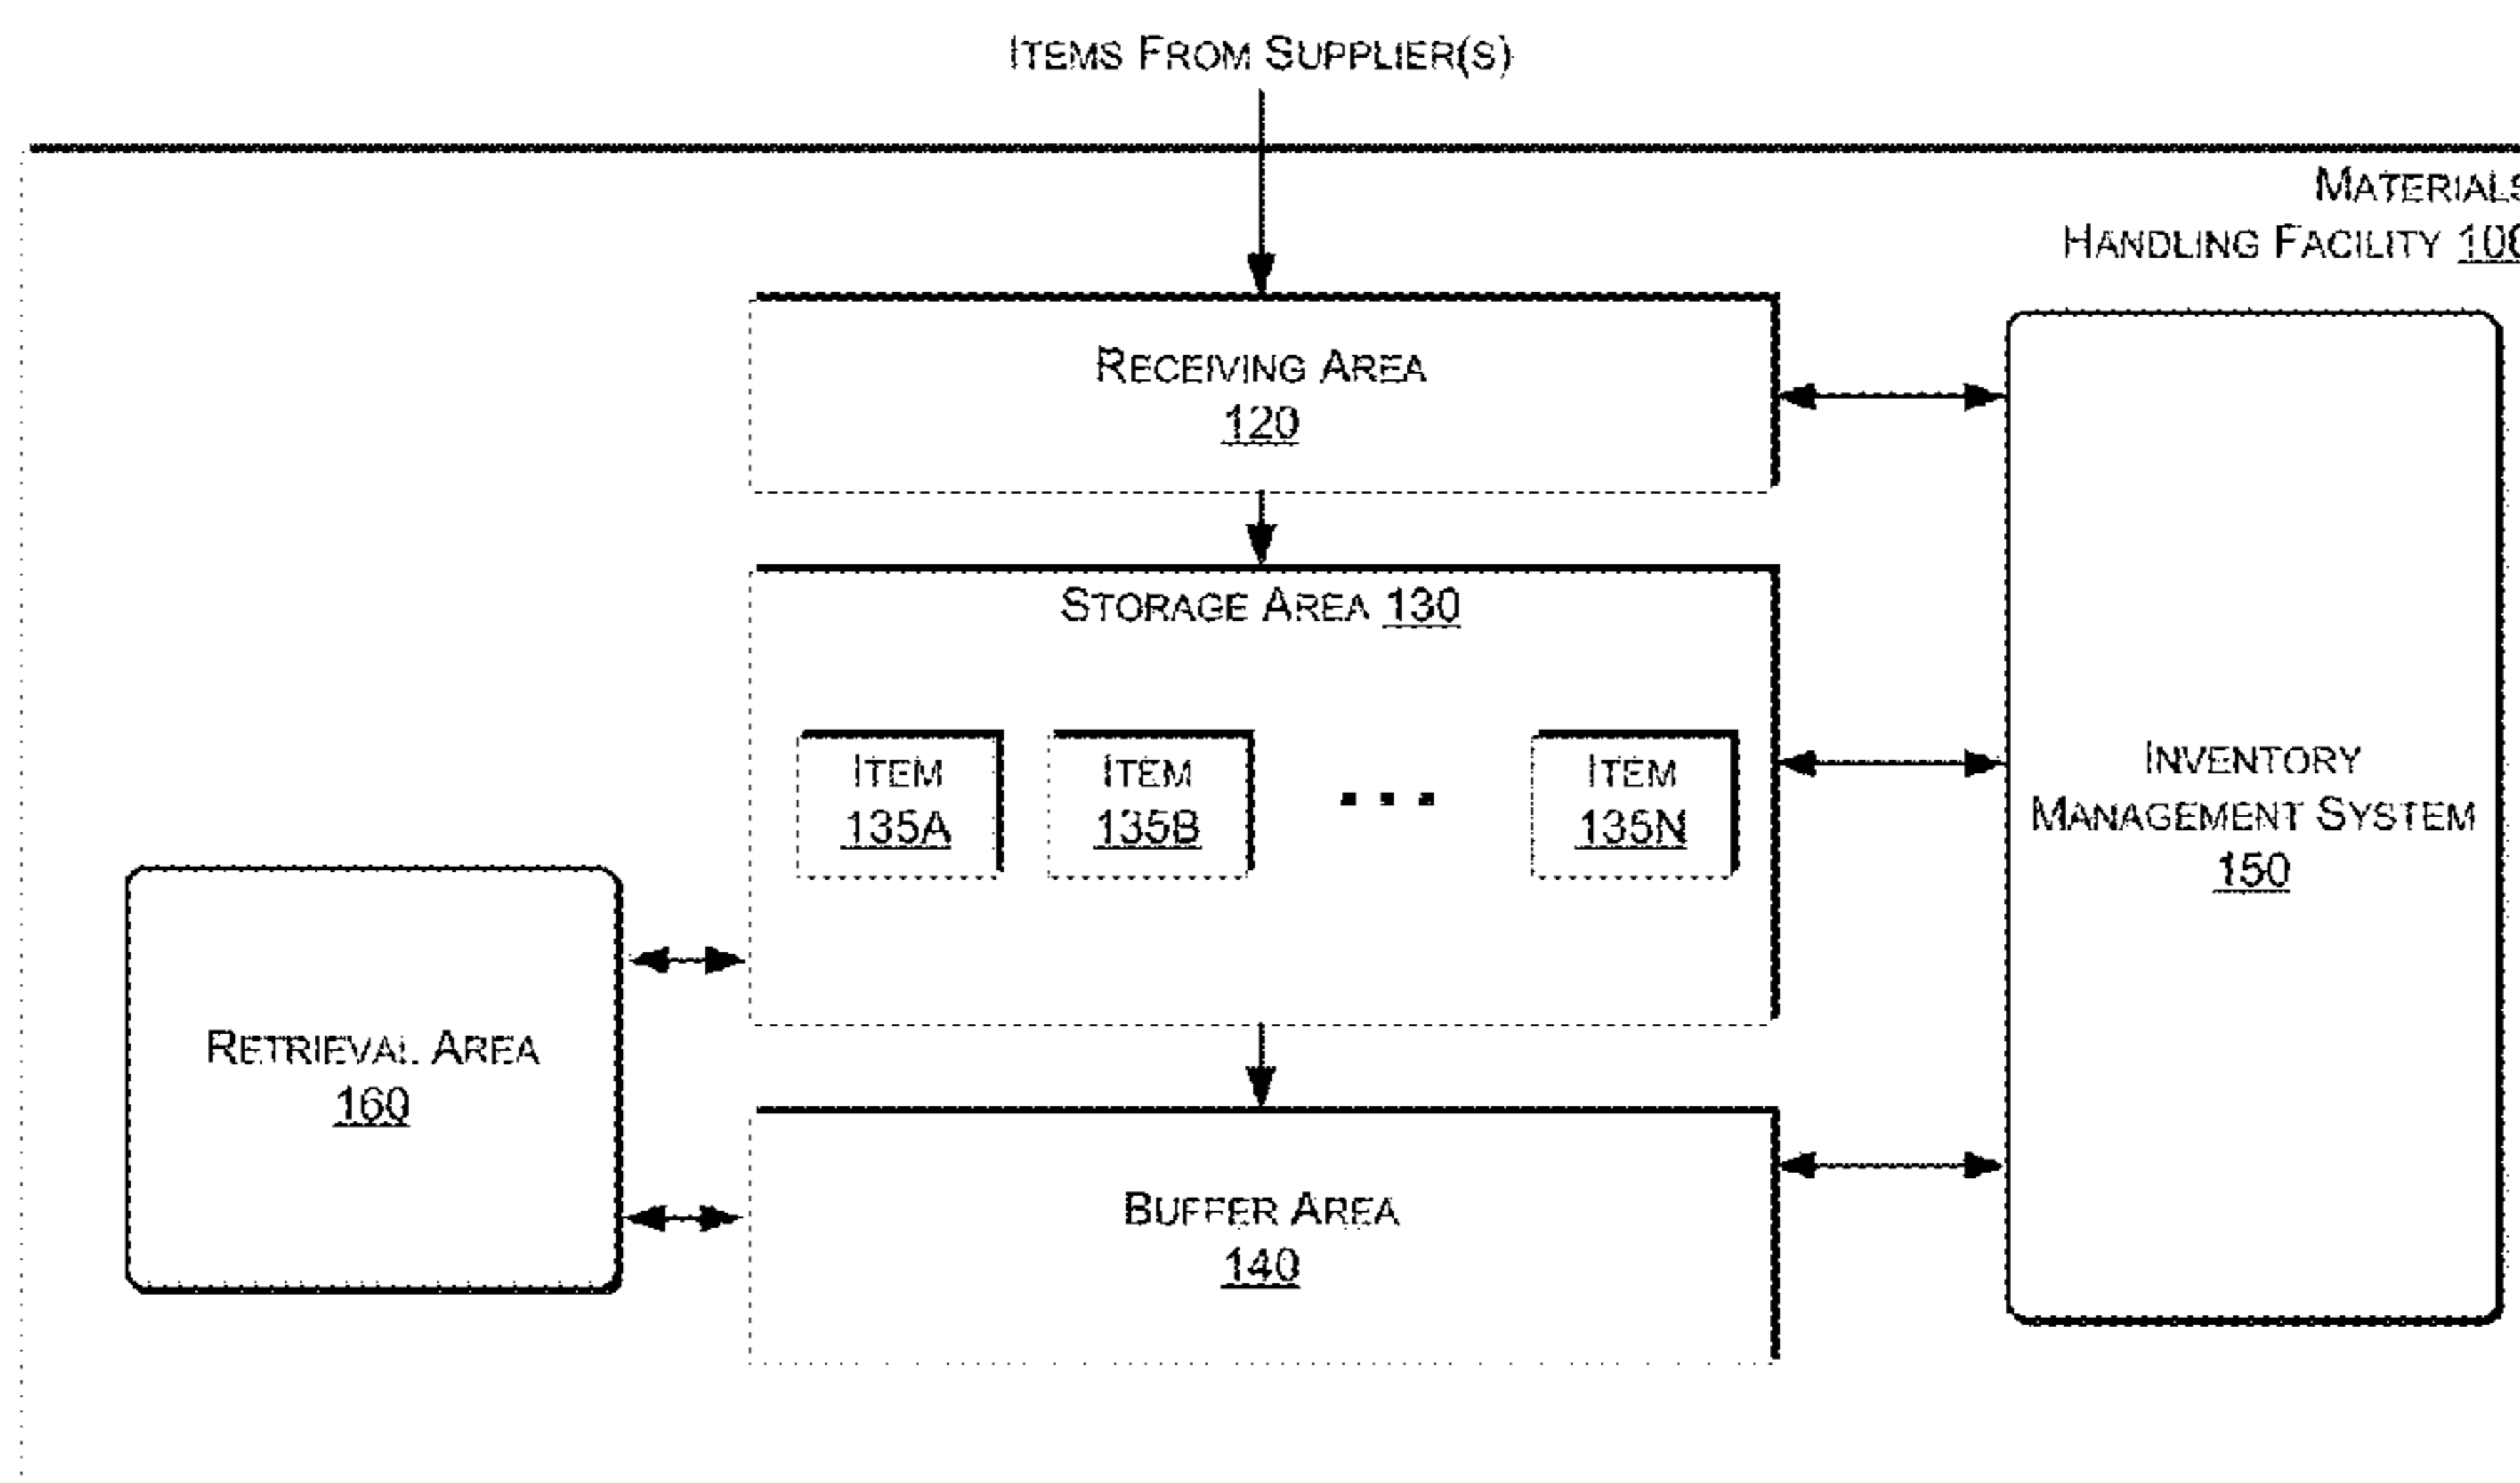 ITEMS FROM SUPPLIER(S)
MATERIALS
HANDLING FACILITY 100
RECEIVING AREA
120
STORAGE AREA 130
ITEM
135A
ITEM
135B
...
ITEM
135N
INVENTORY
MANAGEMENT SYSTEM
150
RETRIEVAL AREA
160
BUFFER AREA
140